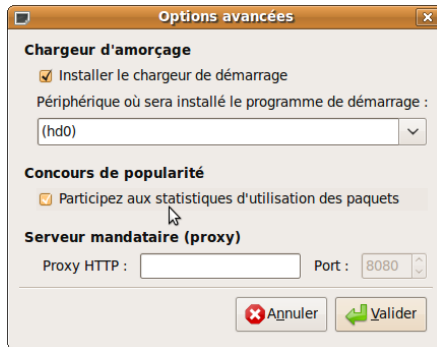 Options avancées
Chargeur d'amorçage
Installer le chargeur de démarrage
Périphérique où sera installé le programme de démarrage :
(hd0)
Concours de popularité
Participez aux statistiques d'utilisation des paquets
Serveur mandataire (proxy)
Proxy HTTP : Port : 8080
Annuler Valider